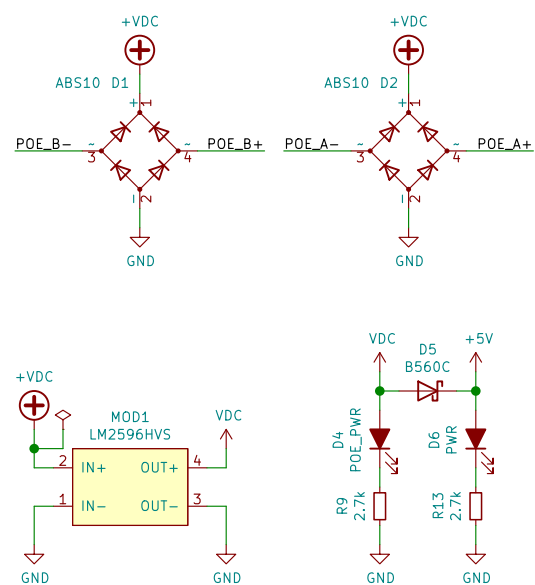 +VDC
+VDC
ABS10 D1
ABS10 D2
+
1
+
1
POE_B-
~
3
~
4
POE_B+
POE_A-
~
3
~
4
POE_A+
-
2
-
2
GND
GND
VDC
D5
B560C
+5V
+VDC
MOD1
LM2596HVS
VDC
D4
POE_PWR
D6
PWR
2
IN+
OUT+
4
1
IN-
OUT-
3
R9
2.7k
R13
2.7k
GND
GND
GND
GND